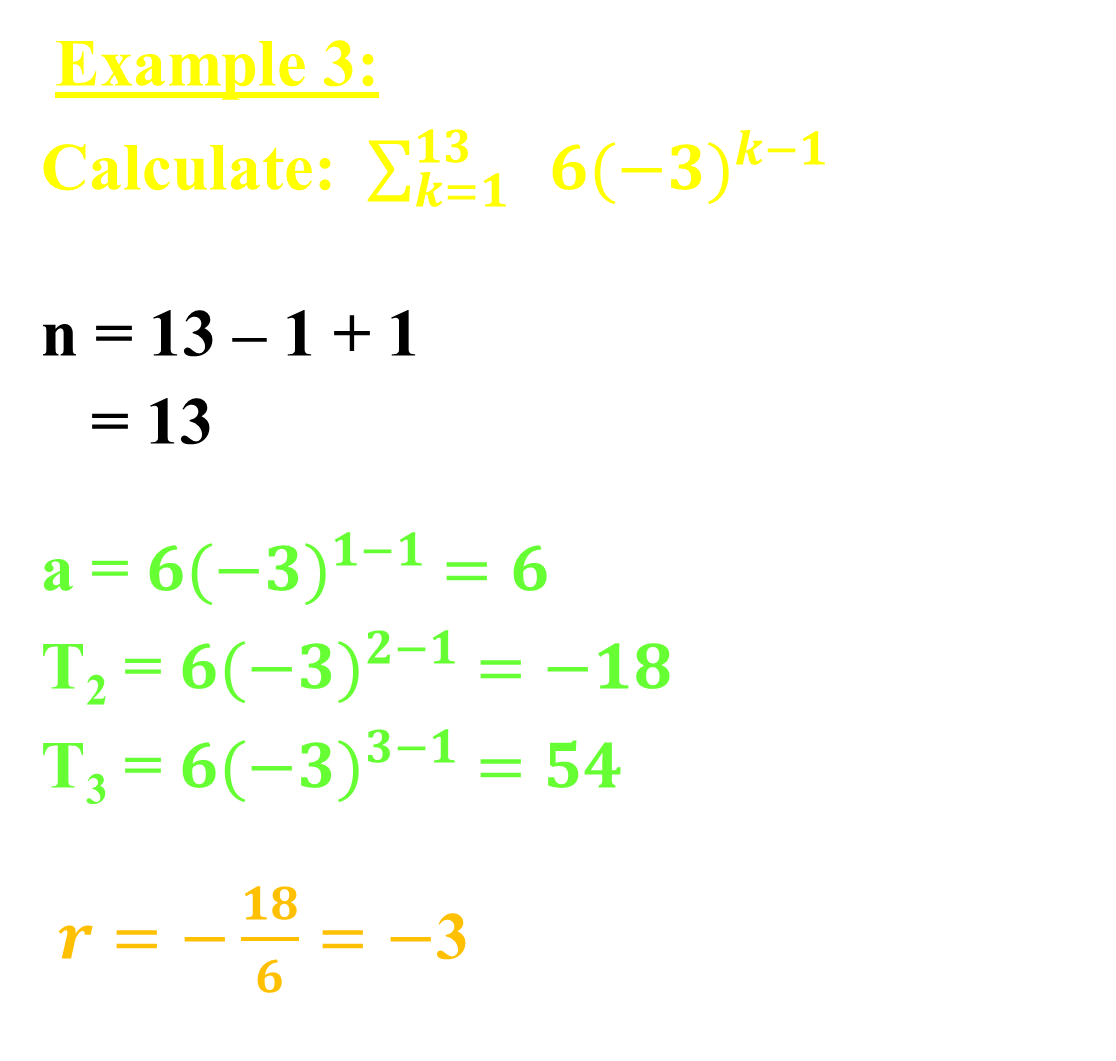 Example 3:
Calculate: ∑_{k=1}^{13} 6(−3)^{k−1}
n = 13 – 1 + 1
= 13
a = 6(−3)^{1−1} = 6
T₂ = 6(−3)^{2−1} = −18
T₃ = 6(−3)^{3−1} = 54
r = −18/6 = −3